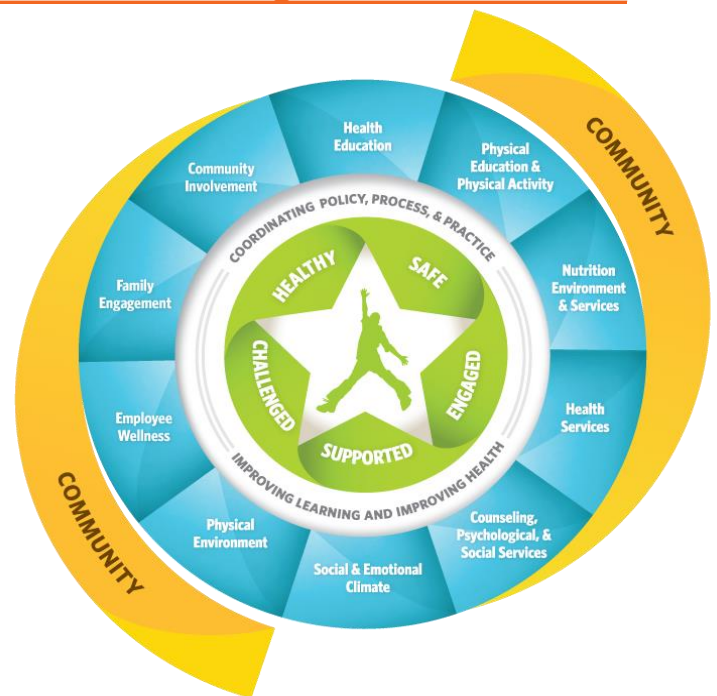 COMMUNITY
Health
Education
Physical
Education &
Physical Activity
Nutrition
Environment
& Services
Health
Services
Counseling,
Psychological, &
Social Services
Social & Emotional
Climate
Physical
Environment
Employee
Wellness
Family
Engagement
Community
Involvement
COORDINATING POLICY, PROCESS, & PRACTICE
IMPROVING LEARNING AND IMPROVING HEALTH
HEALTHY
SAFE
ENGAGED
SUPPORTED
CHALLENGED
COMMUNITY